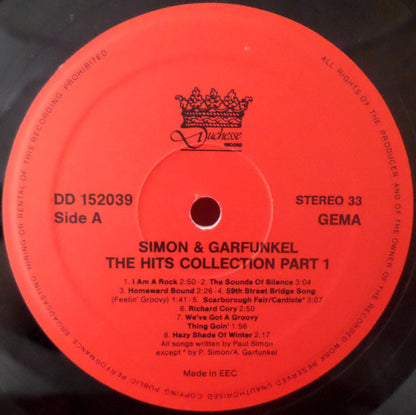 Duchesse
RECORD
DD 152039
Side A
STEREO 33
GEMA
SIMON & GARFUNKEL
THE HITS COLLECTION PART 1
1. I Am A Rock 2:50 · 2. The Sounds Of Silence 3:04
3. Homeward Bound 2:26 · 4. 59th Street Bridge Song
(Feelin' Groovy) 1:41 · 5. Scarborough Fair/Canticle* 3:07
6. Richard Cory 2:50
7. We've Got A Groovy
Thing Goin' 1:56
8. Hazy Shade Of Winter 2:17
All songs written by Paul Simon
except * by P. Simon/A. Garfunkel
Made in EEC
ALL RIGHTS OF THE PRODUCER AND OF THE OWNER OF THE RECORDED WORK RESERVED UNAUTHORISED COPYING PUBLIC PERFORMANCE BROADCASTING HIRING OR RENTAL OF THIS RECORDING PROHIBITED